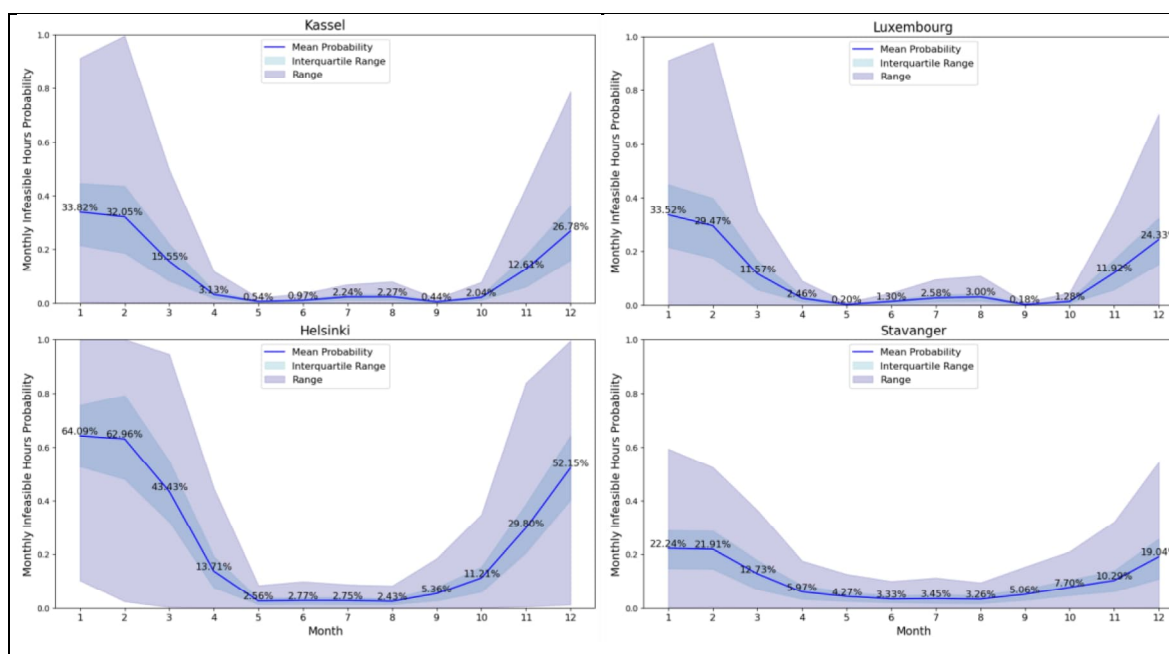 Kassel
Monthly Infeasible Hours Probability
1.0
0.8
0.6
0.4
0.2
0.0
Mean Probability
Interquartile Range
Range
33.82%
32.05%
15.55%
3.13%
0.54%
0.97%
2.24%
2.27%
0.44%
2.04%
12.61%
26.78%
1 2 3 4 5 6 7 8 9 10 11 12
Luxembourg
Monthly Infeasible Hours Probability
1.0
0.8
0.6
0.4
0.2
0.0
Mean Probability
Interquartile Range
Range
33.52%
29.47%
11.57%
2.46%
0.20%
1.30%
2.58%
3.00%
0.18%
1.28%
11.92%
24.33%
1 2 3 4 5 6 7 8 9 10 11 12
Helsinki
Monthly Infeasible Hours Probability
1.0
0.8
0.6
0.4
0.2
0.0
Mean Probability
Interquartile Range
Range
64.09%
62.96%
43.43%
13.71%
2.56%
2.77%
2.75%
2.43%
5.36%
11.21%
29.80%
52.15%
1 2 3 4 5 6 7 8 9 10 11 12
Month
Stavanger
Monthly Infeasible Hours Probability
1.0
0.8
0.6
0.4
0.2
0.0
Mean Probability
Interquartile Range
Range
22.24%
21.91%
12.73%
5.97%
4.27%
3.33%
3.45%
3.26%
5.06%
7.70%
10.29%
19.04%
1 2 3 4 5 6 7 8 9 10 11 12
Month